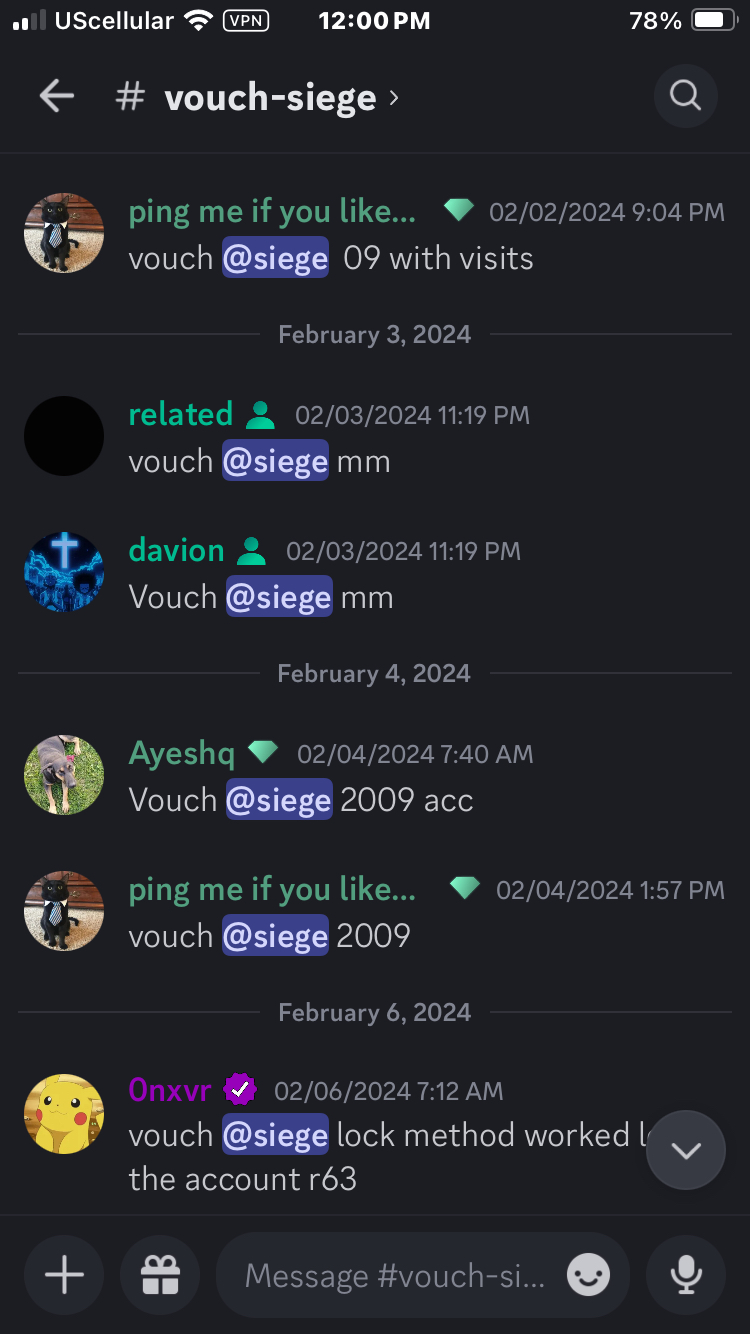 UScellular VPN 12:00 PM 78%
# vouch-siege
ping me if you like... 02/02/2024 9:04 PM
vouch @siege 09 with visits
February 3, 2024
related 02/03/2024 11:19 PM
vouch @siege mm
davion 02/03/2024 11:19 PM
Vouch @siege mm
February 4, 2024
Ayeshq 02/04/2024 7:40 AM
Vouch @siege 2009 acc
ping me if you like... 02/04/2024 1:57 PM
vouch @siege 2009
February 6, 2024
0nxvr 02/06/2024 7:12 AM
vouch @siege lock method worked
the account r63
Message #vouch-si...